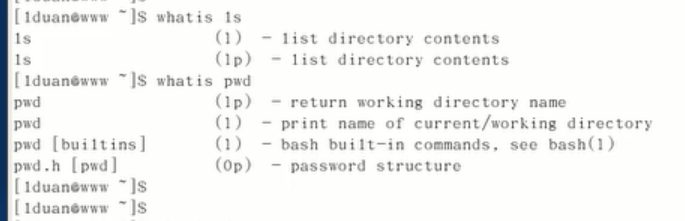 [lduan@www ~]$ whatis ls
ls (1) - list directory contents
ls (1p) - list directory contents
[lduan@www ~]$ whatis pwd
pwd (1p) - return working directory name
pwd (1) - print name of current/working directory
pwd [builtins] (1) - bash built-in commands, see bash(1)
pwd.h [pwd] (0p) - password structure
[lduan@www ~]$
[lduan@www ~]$